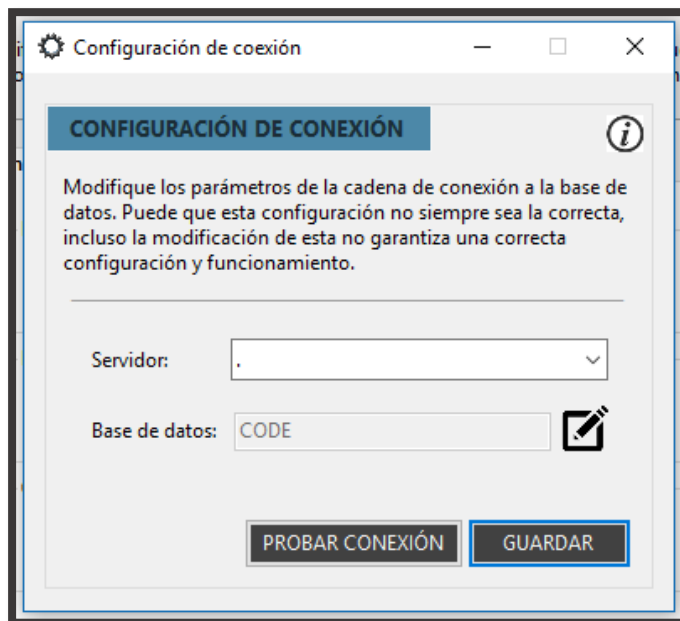 Configuración de coexión
CONFIGURACIÓN DE CONEXIÓN
i
Modifique los parámetros de la cadena de conexión a la base de
datos. Puede que esta configuración no siempre sea la correcta,
incluso la modificación de esta no garantiza una correcta
configuración y funcionamiento.
Servidor: .
Base de datos: CODE
PROBAR CONEXIÓN GUARDAR